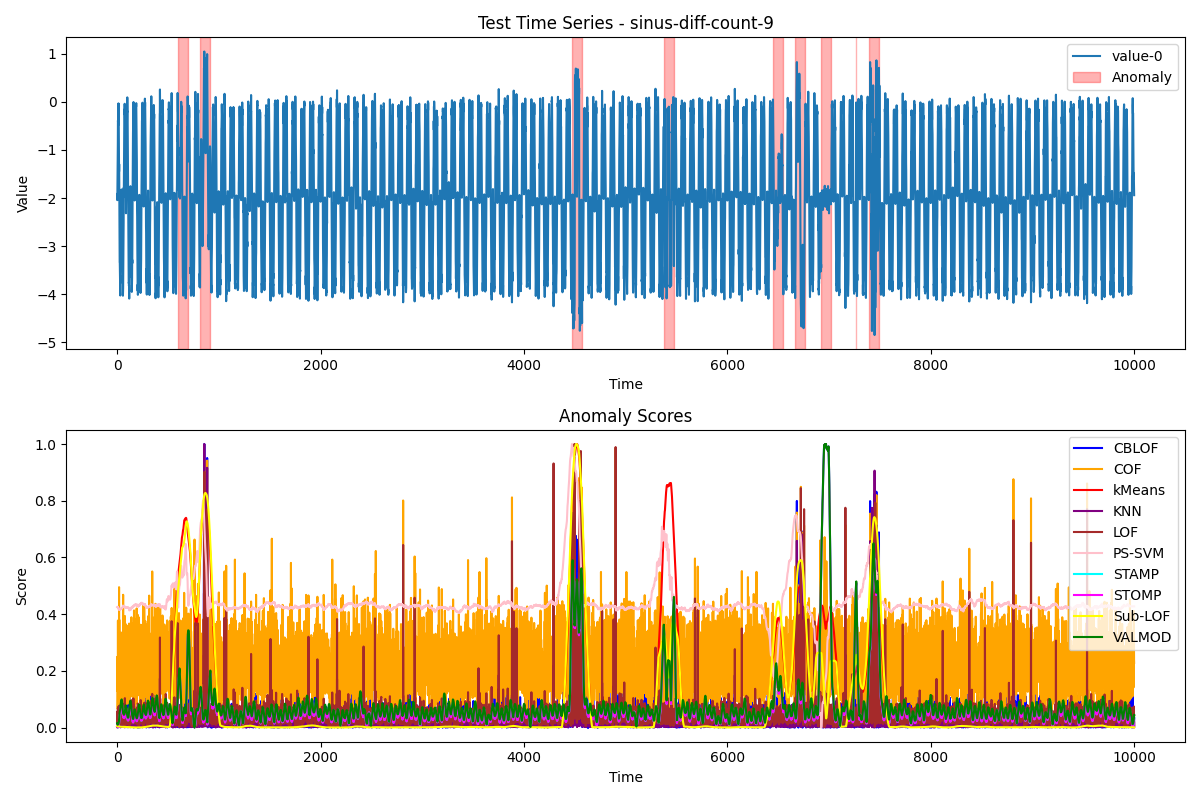 Test Time Series - sinus-diff-count-9
1
0
−1
−2
−3
−4
−5
Value
value-0
Anomaly
0 2000 4000 6000 8000 10000
Time
Anomaly Scores
1.0
0.8
0.6
0.4
0.2
0.0
Score
CBLOF
COF
kMeans
KNN
LOF
PS-SVM
STAMP
STOMP
Sub-LOF
VALMOD
0 2000 4000 6000 8000 10000
Time